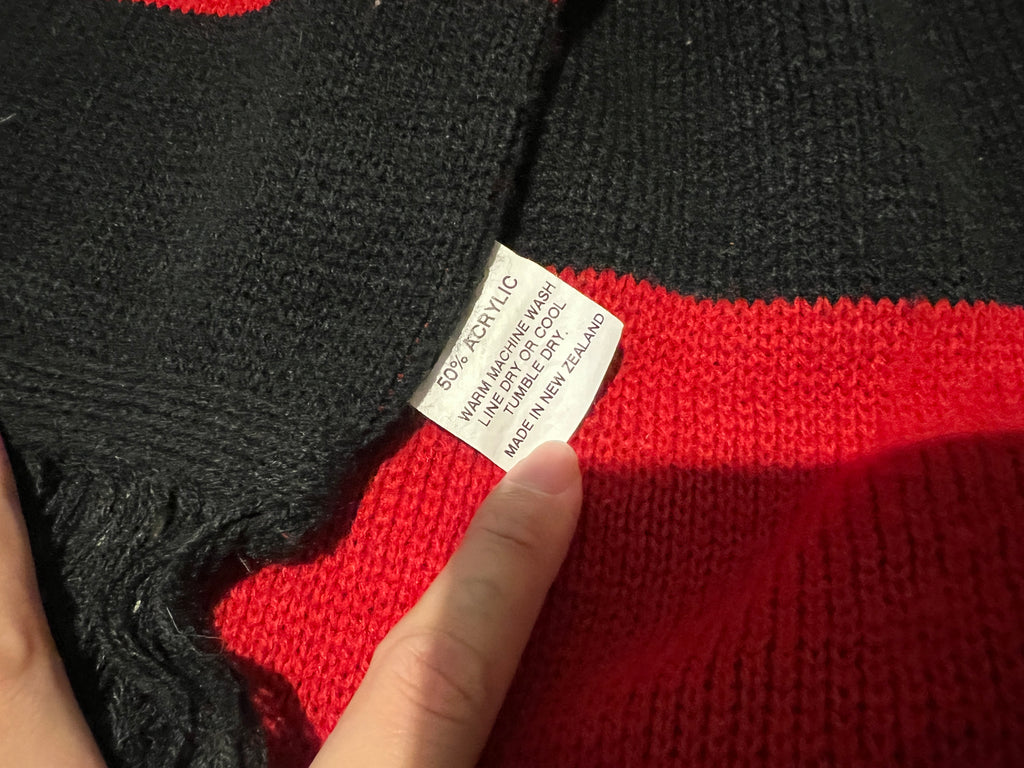 50% ACRYLIC
WARM MACHINE WASH
LINE DRY OR COOL
TUMBLE DRY.
MADE IN NEW ZEALAND